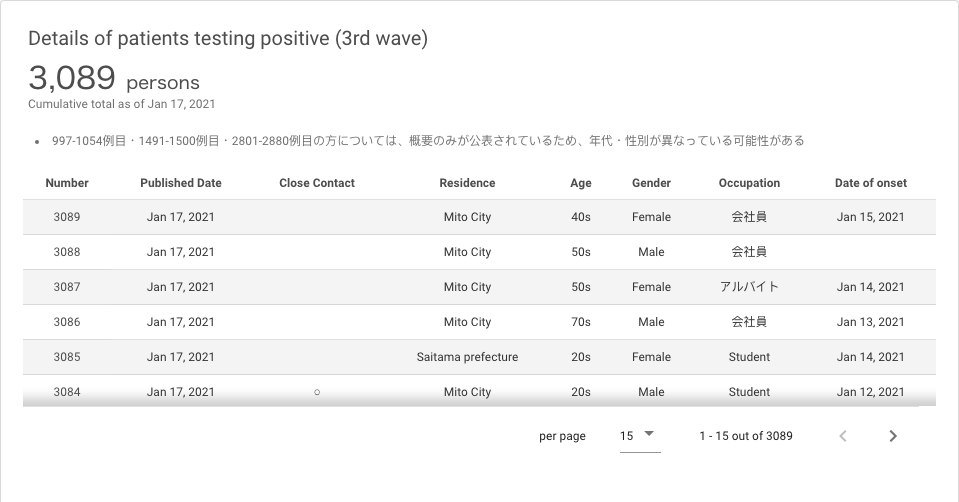 Details of patients testing positive (3rd wave)
3,089 persons
Cumulative total as of Jan 17, 2021
• 997-1054例目・1491-1500例目・2801-2880例目の方については、概要のみが公表されているため、年代・性別が異なっている可能性がある
Number Published Date Close Contact Residence Age Gender Occupation Date of onset
3089 Jan 17, 2021 Mito City 40s Female 会社員 Jan 15, 2021
3088 Jan 17, 2021 Mito City 50s Male 会社員
3087 Jan 17, 2021 Mito City 50s Female アルバイト Jan 14, 2021
3086 Jan 17, 2021 Mito City 70s Male 会社員 Jan 13, 2021
3085 Jan 17, 2021 Saitama prefecture 20s Female Student Jan 14, 2021
3084 Jan 17, 2021 ○ Mito City 20s Male Student Jan 12, 2021
per page 15 1 - 15 out of 3089